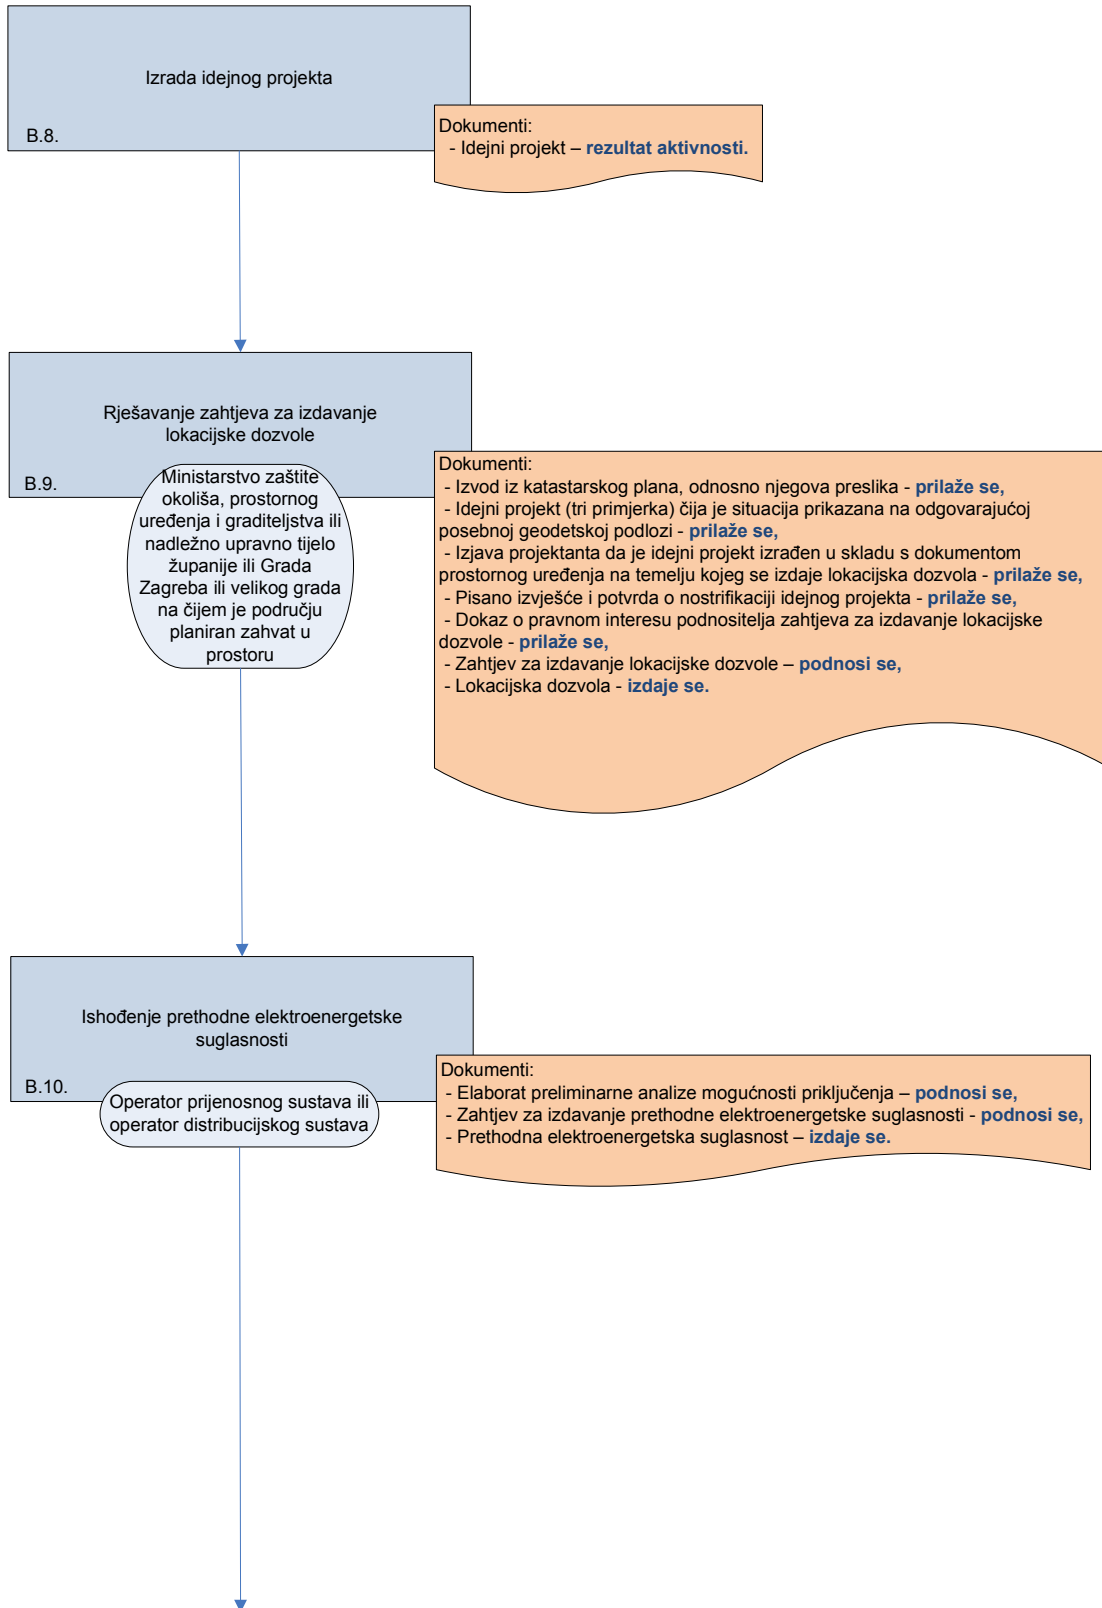 Izrada idejnog projekta
B.8.
Dokumenti:
- Idejni projekt – rezultat aktivnosti.
Rješavanje zahtjeva za izdavanje
lokacijske dozvole
B.9.
Ministarstvo zaštite
okoliša, prostornog
uređenja i graditeljstva ili
nadležno upravno tijelo
županije ili Grada
Zagreba ili velikog grada
na čijem je području
planiran zahvat u
prostoru
Dokumenti:
- Izvod iz katastarskog plana, odnosno njegova preslika - prilaže se,
- Idejni projekt (tri primjerka) čija je situacija prikazana na odgovarajućoj
posebnoj geodetskoj podlozi - prilaže se,
- Izjava projektanta da je idejni projekt izrađen u skladu s dokumentom
prostornog uređenja na temelju kojeg se izdaje lokacijska dozvola - prilaže se,
- Pisano izvješće i potvrda o nostrifikaciji idejnog projekta - prilaže se,
- Dokaz o pravnom interesu podnositelja zahtjeva za izdavanje lokacijske
dozvole - prilaže se,
- Zahtjev za izdavanje lokacijske dozvole – podnosi se,
- Lokacijska dozvola - izdaje se.
Ishođenje prethodne elektroenergetske
suglasnosti
B.10.
Operator prijenosnog sustava ili
operator distribucijskog sustava
Dokumenti:
- Elaborat preliminarne analize mogućnosti priključenja – podnosi se,
- Zahtjev za izdavanje prethodne elektroenergetske suglasnosti - podnosi se,
- Prethodna elektroenergetska suglasnost – izdaje se.